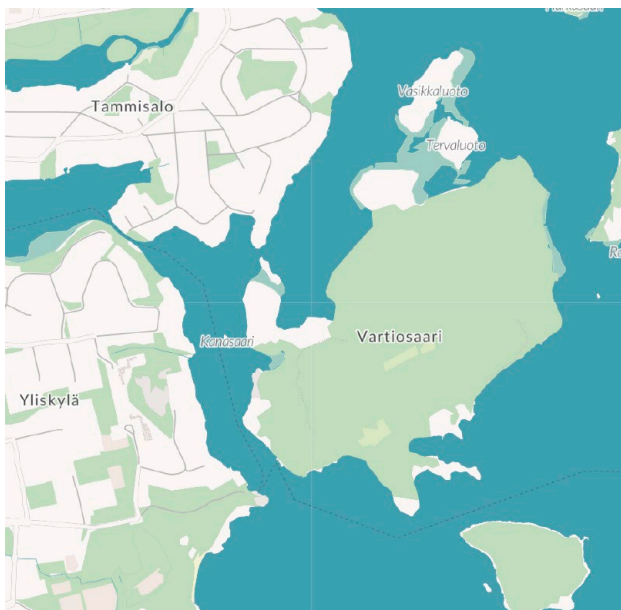 Vasikkaluoto
Tammisalo
Tervaluoto
Kanasaari
Vartiosaari
Yliskylä